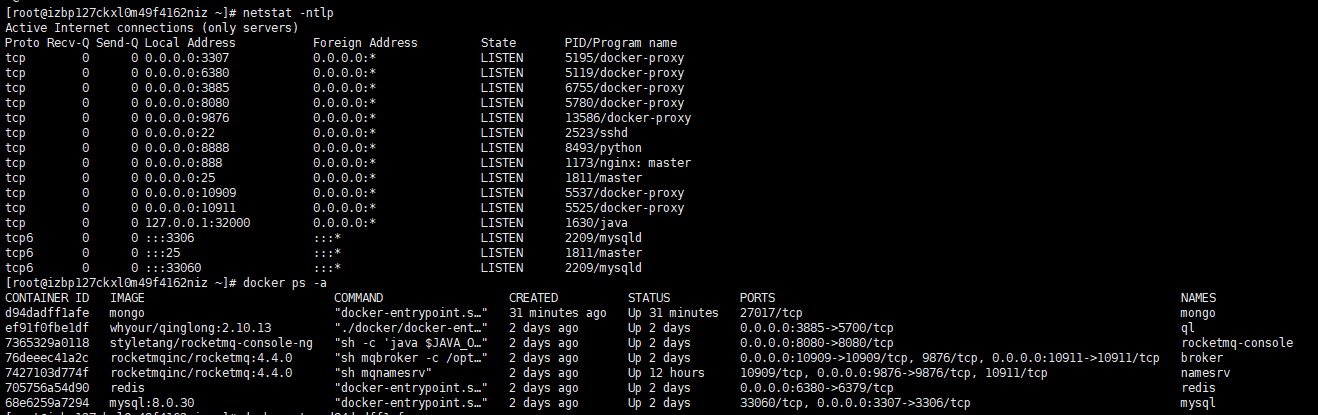 [root@izbp127ckxl0m49f4162niz ~]# netstat -ntlp
Active Internet connections (only servers)
Proto Recv-Q Send-Q Local Address           Foreign Address         State       PID/Program name
tcp        0      0 0.0.0.0:3307            0.0.0.0:*               LISTEN      5195/docker-proxy
tcp        0      0 0.0.0.0:6380            0.0.0.0:*               LISTEN      5119/docker-proxy
tcp        0      0 0.0.0.0:3885            0.0.0.0:*               LISTEN      6755/docker-proxy
tcp        0      0 0.0.0.0:8080            0.0.0.0:*               LISTEN      5780/docker-proxy
tcp        0      0 0.0.0.0:9876            0.0.0.0:*               LISTEN      13586/docker-proxy
tcp        0      0 0.0.0.0:22              0.0.0.0:*               LISTEN      2523/sshd
tcp        0      0 0.0.0.0:8888            0.0.0.0:*               LISTEN      8493/python
tcp        0      0 0.0.0.0:888             0.0.0.0:*               LISTEN      1173/nginx: master
tcp        0      0 0.0.0.0:25              0.0.0.0:*               LISTEN      1811/master
tcp        0      0 0.0.0.0:10909           0.0.0.0:*               LISTEN      5537/docker-proxy
tcp        0      0 0.0.0.0:10911           0.0.0.0:*               LISTEN      5525/docker-proxy
tcp        0      0 127.0.0.1:32000         0.0.0.0:*               LISTEN      1630/java
tcp6       0      0 :::3306                 :::*                    LISTEN      2209/mysqld
tcp6       0      0 :::25                   :::*                    LISTEN      1811/master
tcp6       0      0 :::33060                :::*                    LISTEN      2209/mysqld
[root@izbp127ckxl0m49f4162niz ~]# docker ps -a
CONTAINER ID   IMAGE                           COMMAND                  CREATED          STATUS          PORTS                                                        NAMES
d94dadff1afe   mongo                           "docker-entrypoint.s…"   31 minutes ago   Up 31 minutes   27017/tcp                                                    mongo
ef91f0fbe1df   whyour/qinglong:2.10.13         "./docker/docker-ent…"   2 days ago       Up 2 days       0.0.0.0:3885->5700/tcp                                       ql
7365329a0118   styletang/rocketmq-console-ng   "sh -c 'java $JAVA_O…"   2 days ago       Up 2 days       0.0.0.0:8080->8080/tcp                                       rocketmq-console
76deeec41a2c   rocketmqinc/rocketmq:4.4.0      "sh mqbroker -c /opt…"   2 days ago       Up 2 days       0.0.0.0:10909->10909/tcp, 9876/tcp, 0.0.0.0:10911->10911/tcp   broker
7427103d774f   rocketmqinc/rocketmq:4.4.0      "sh mqnamesrv"           2 days ago       Up 12 hours     10909/tcp, 0.0.0.0:9876->9876/tcp, 10911/tcp                 namesrv
705756a54d90   redis                           "docker-entrypoint.s…"   2 days ago       Up 2 days       0.0.0.0:6380->6379/tcp                                       redis
68e6259a7294   mysql:8.0.30                    "docker-entrypoint.s…"   2 days ago       Up 2 days       33060/tcp, 0.0.0.0:3307->3306/tcp                            mysql